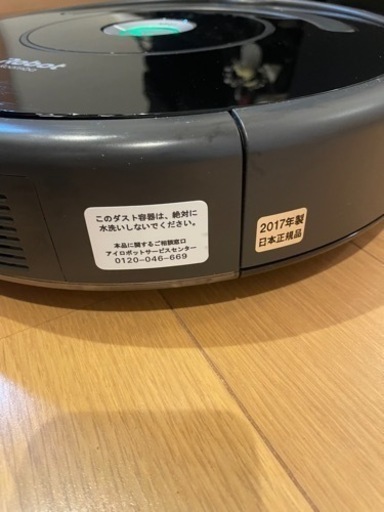 このダスト容器は、絶対に
水洗いしないでください。
本品に関するご相談窓口
アイロボットサービスセンター
0120-046-669
2017年製
日本正規品